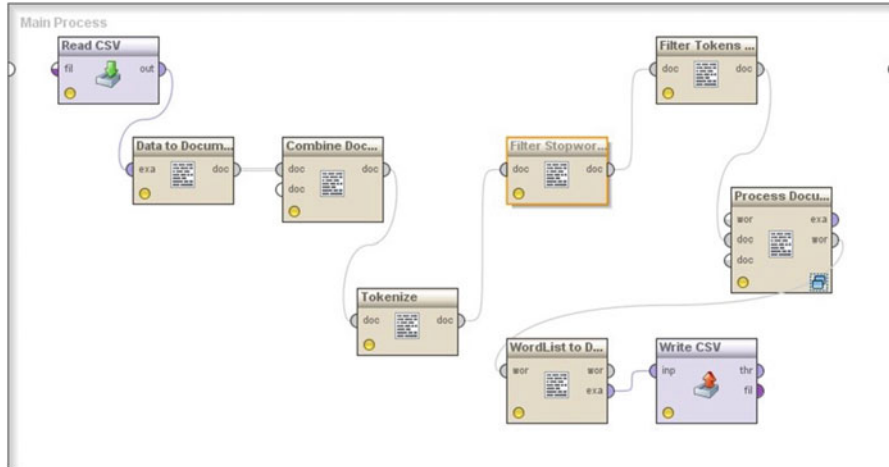 Main Process
Read CSV
fil out
Data to Docum...
exa doc
Combine Doc...
doc doc
doc
Tokenize
doc doc
Filter Stopwor...
doc doc
Filter Tokens ...
doc doc
Process Docu...
wor exa
doc wor
doc
WordList to D...
wor wor
exa
Write CSV
inp thr
fil